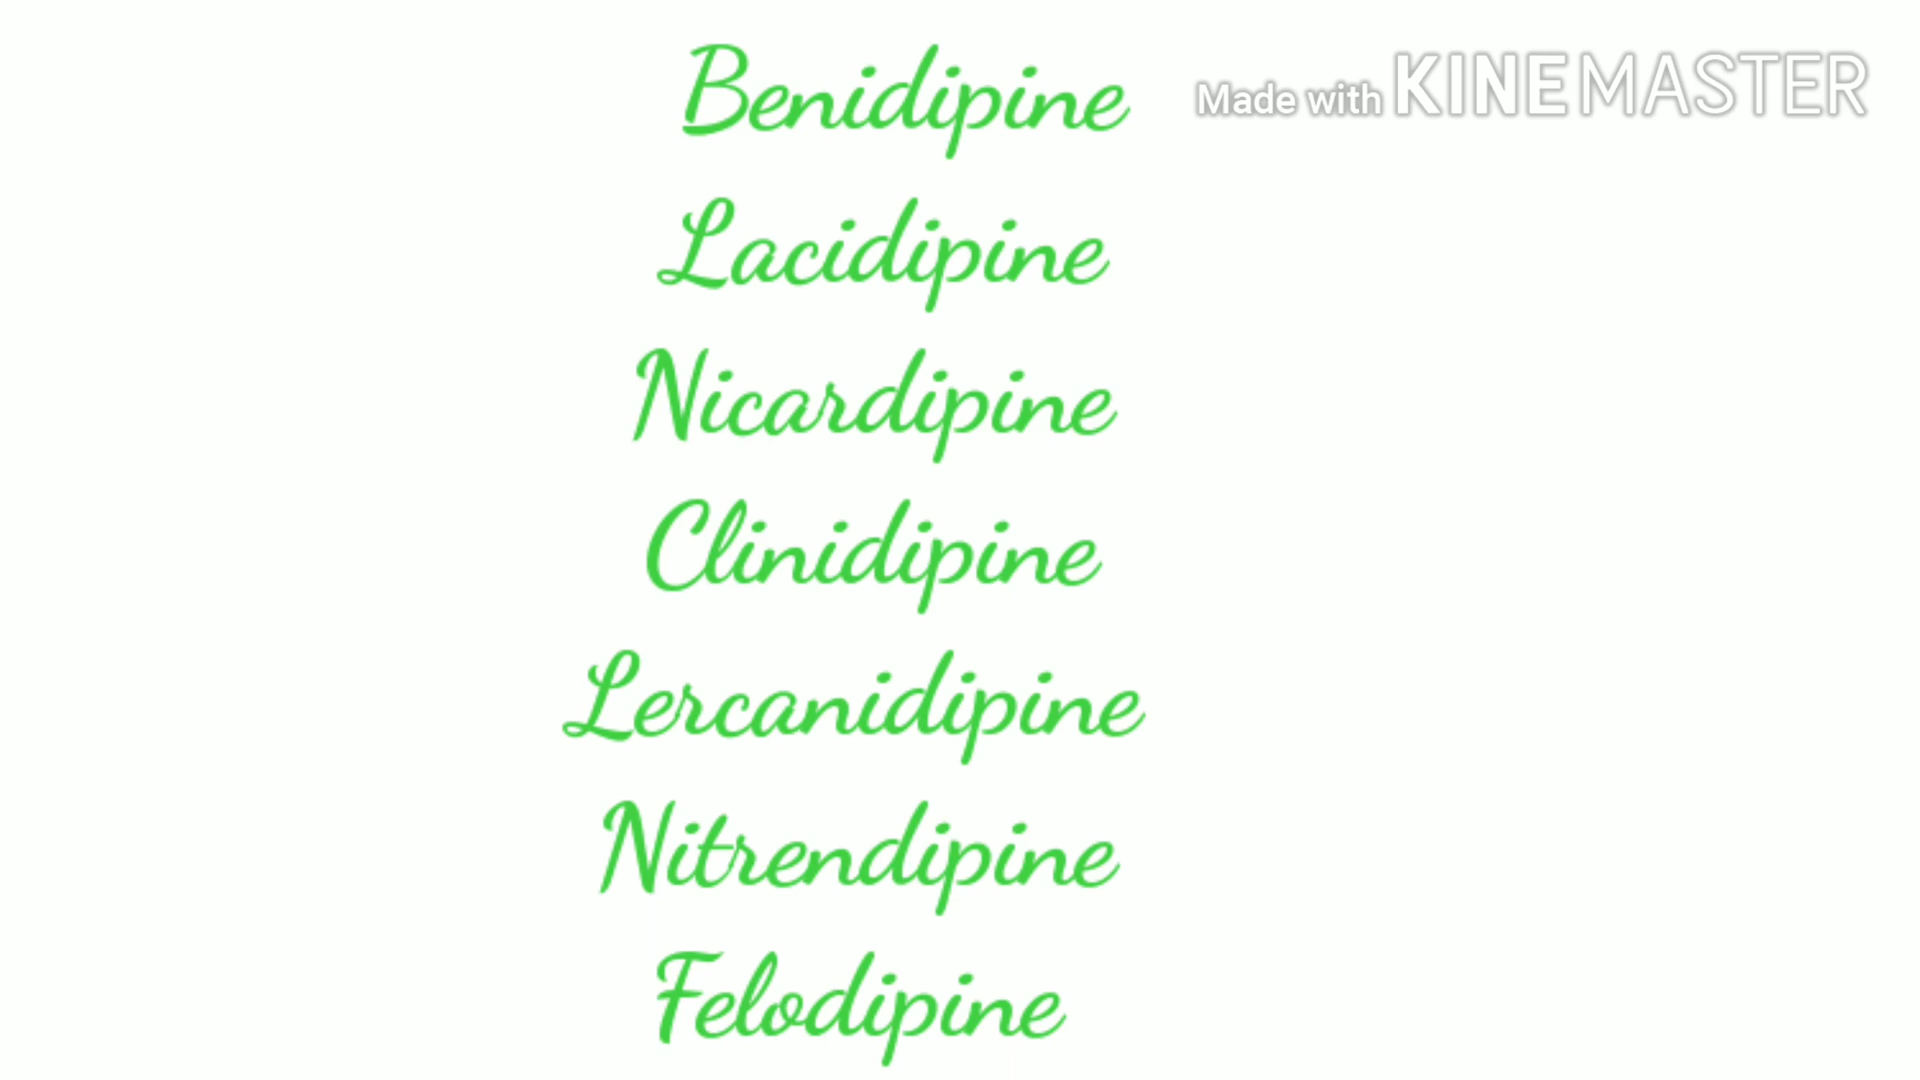 Benidipine
Made with KINEMASTER
Lacidipine
Nicardipine
Clinidipine
Lercanidipine
Nitrendipine
Felodipine